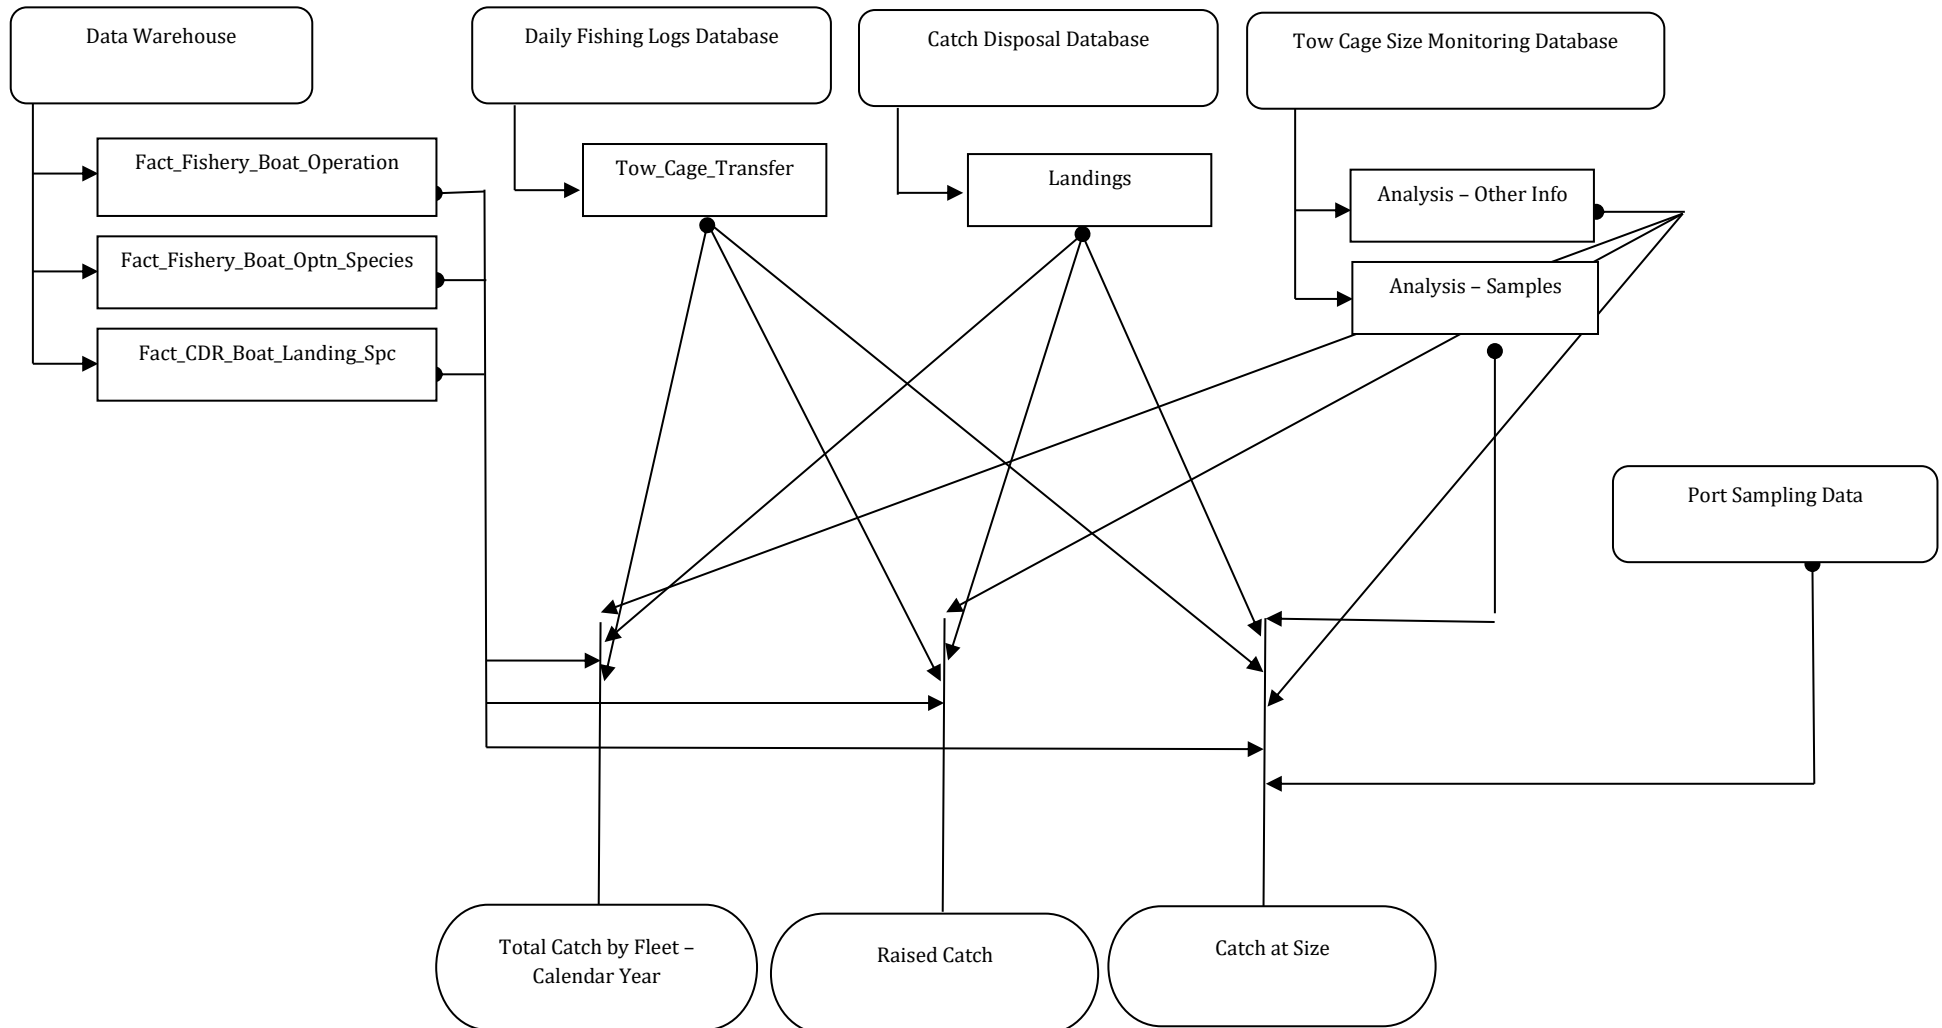 Data Warehouse
Daily Fishing Logs Database
Catch Disposal Database
Tow Cage Size Monitoring Database
Fact_Fishery_Boat_Operation
Tow_Cage_Transfer
Landings
Analysis – Other Info
Fact_Fishery_Boat_Optn_Species
Analysis – Samples
Fact_CDR_Boat_Landing_Spc
Port Sampling Data
Total Catch by Fleet –
Calendar Year
Raised Catch
Catch at Size